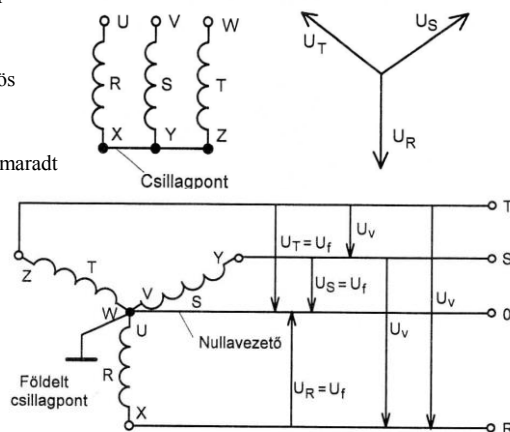 U V W
ös
R S T
X Y Z
maradt
Csillagpont
U_T U_S
U_R
T
U_T = U_f U_v
Y S
Z T V S U_S = U_f
W U Nullavezető U_v U_v 0
Földelt
csillagpont
R U_R = U_f
X R